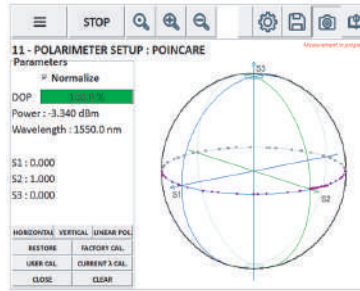 STOP
11 - POLARIMETER SETUP : POINCARE
Measurement in progre
Parameters
Normalize
DOP
Power : -3.340 dBm
Wavelength : 1550.0 nm
S1 : 0.000
S2 : 1.000
S3 : 0.000
S3
S1
S2
HORIZONTAL VERTICAL LINEAR POL.
RESTORE FACTORY CAL.
USER CAL. CURRENT λ CAL.
CLOSE CLEAR